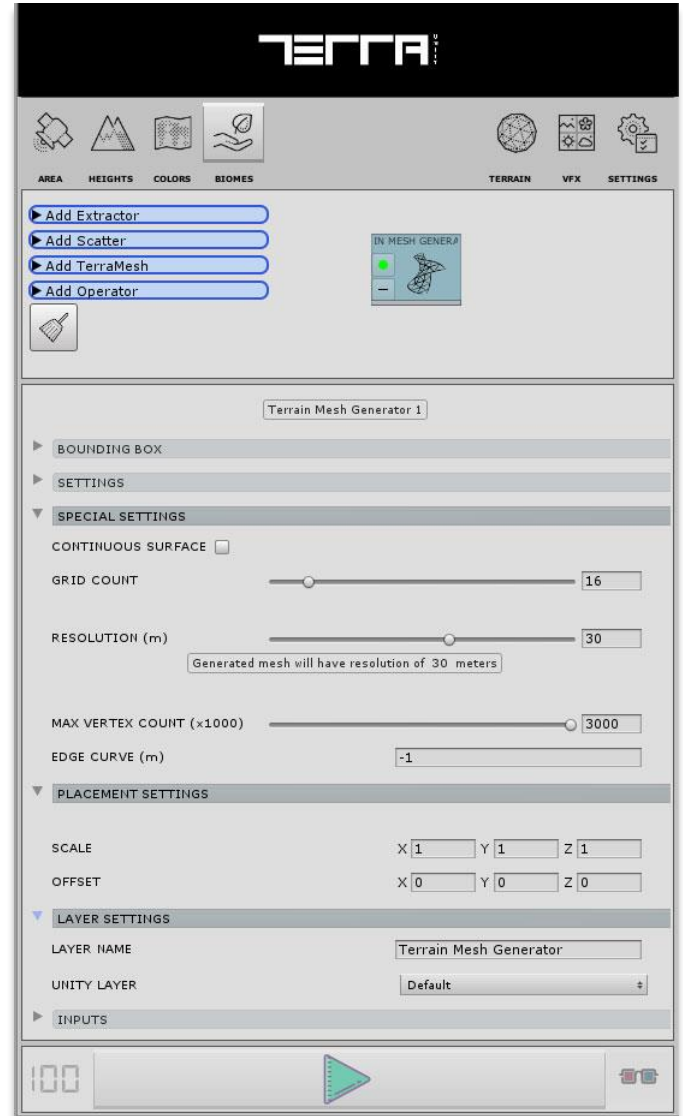 TERRA
UNITY
AREA HEIGHTS COLORS BIOMES TERRAIN VFX SETTINGS
Add Extractor
Add Scatter
Add TerraMesh
Add Operator
IN MESH GENERA
Terrain Mesh Generator 1
BOUNDING BOX
SETTINGS
SPECIAL SETTINGS
CONTINUOUS SURFACE
GRID COUNT 16
RESOLUTION (m) 30
Generated mesh will have resolution of 30 meters
MAX VERTEX COUNT (x1000) 3000
EDGE CURVE (m) -1
PLACEMENT SETTINGS
SCALE X 1 Y 1 Z 1
OFFSET X 0 Y 0 Z 0
LAYER SETTINGS
LAYER NAME Terrain Mesh Generator
UNITY LAYER Default
INPUTS
100